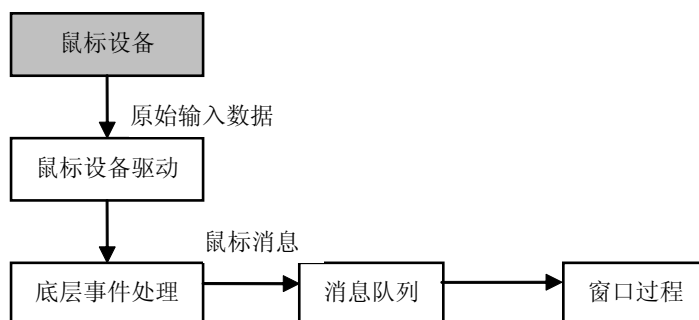 鼠标设备
原始输入数据
鼠标设备驱动
鼠标消息
底层事件处理
消息队列
窗口过程